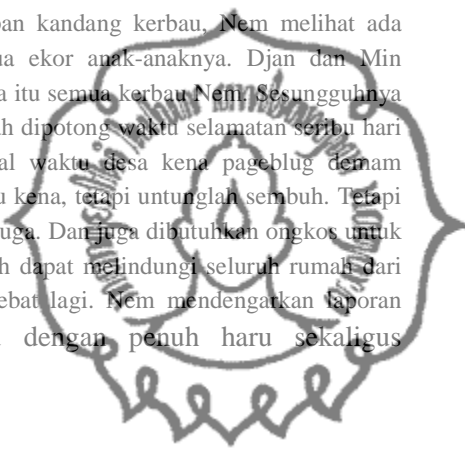 pan kandang kerbau, Nem melihat ada
ua ekor anak-anaknya. Djan dan Min
a itu semua kerbau Nem. Sesungguhnya
ah dipotong waktu selamatan seribu hari
al waktu desa kena pageblug demam
u kena, tetapi untunglah sembuh. Tetapi
uga. Dan juga dibutuhkan ongkos untuk
h dapat melindungi seluruh rumah dari
ebat lagi. Nem mendengarkan laporan
dengan penuh haru sekaligus